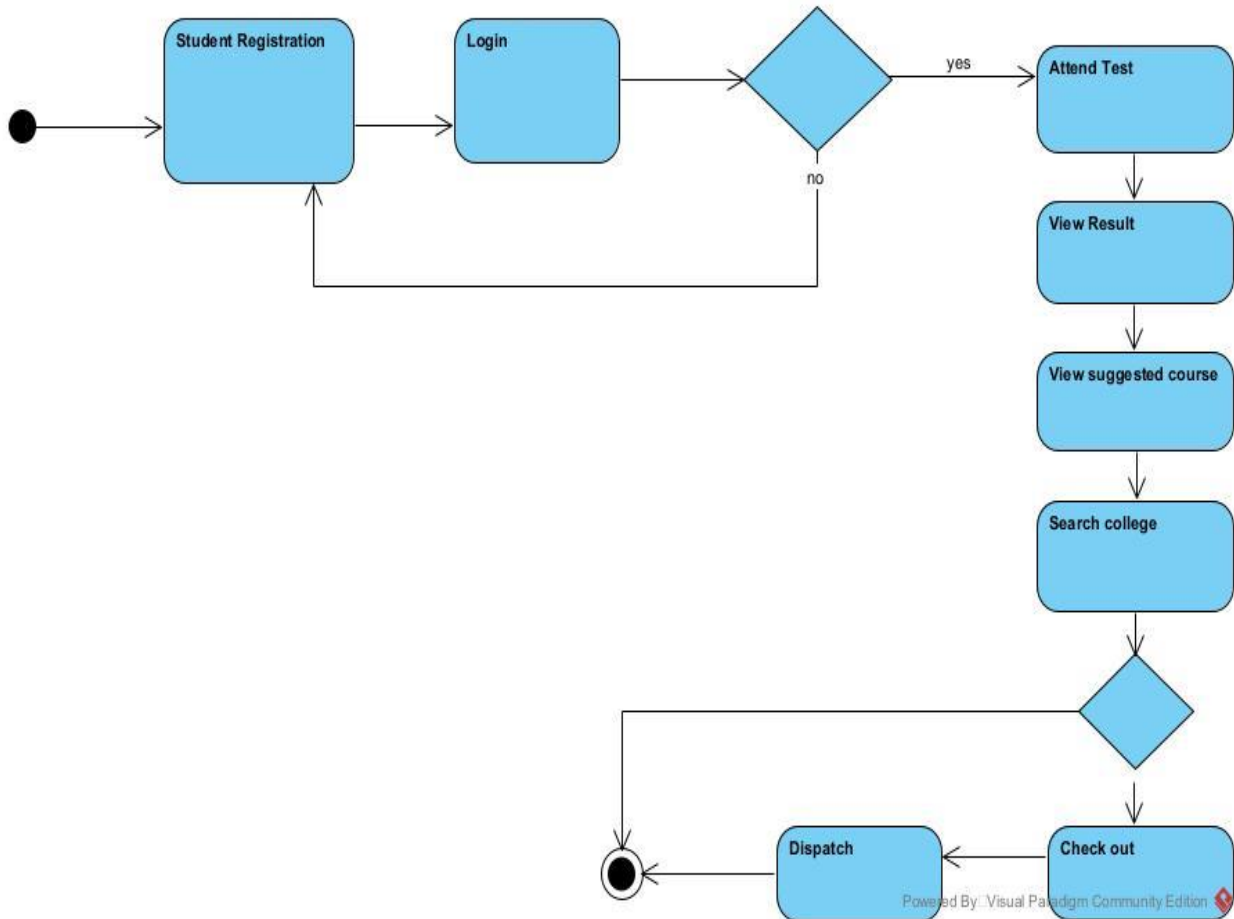 Student Registration
Login
yes
Attend Test
no
View Result
View suggested course
Search college
Dispatch
Check out
Powered By Visual Paradigm Community Edition